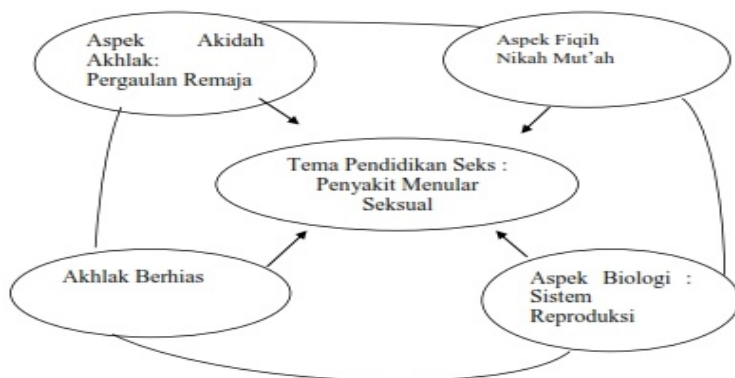 Aspek Akidah
Akhlak:
Pergaulan Remaja
Aspek Fiqih
Nikah Mut'ah
Tema Pendidikan Seks :
Penyakit Menular
Seksual
Akhlak Berhias
Aspek Biologi :
Sistem
Reproduksi